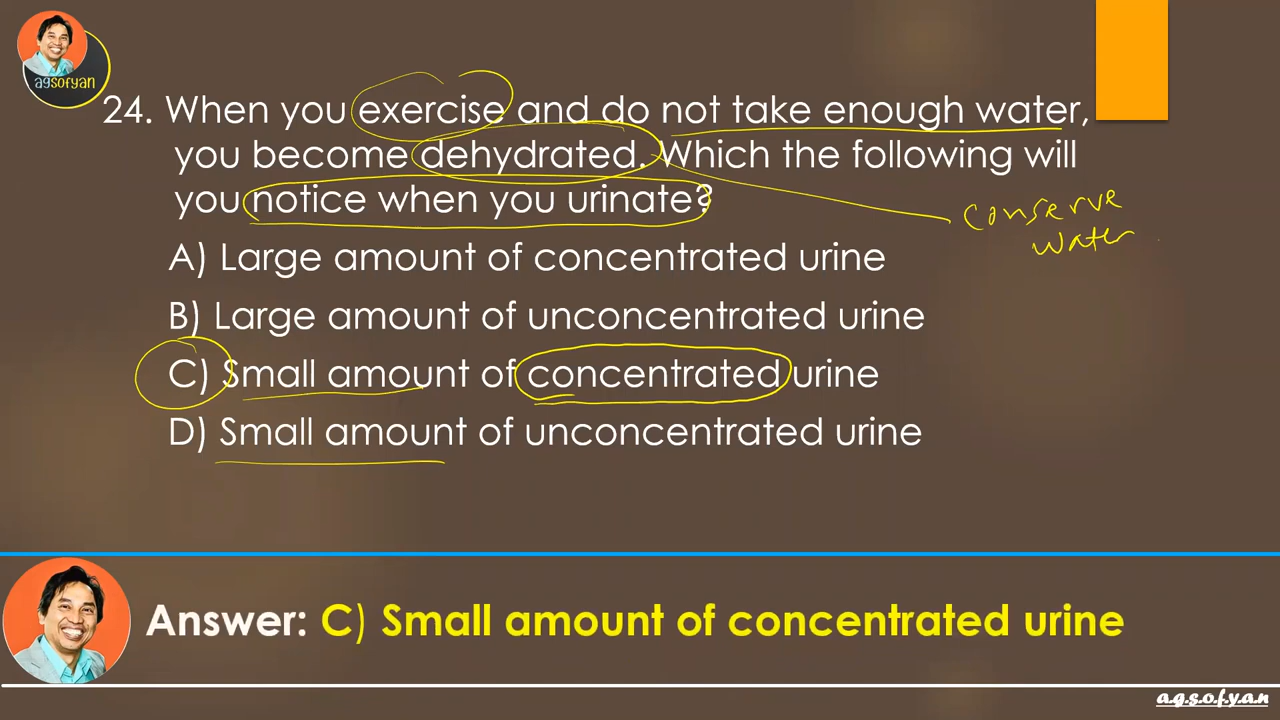 agsofyan
24. When you exercise and do not take enough water,
you become dehydrated. Which the following will
you notice when you urinate?
conserve
water
A) Large amount of concentrated urine
B) Large amount of unconcentrated urine
C) Small amount of concentrated urine
D) Small amount of unconcentrated urine
Answer: C) Small amount of concentrated urine
a.g.s.o.f.y.a.n